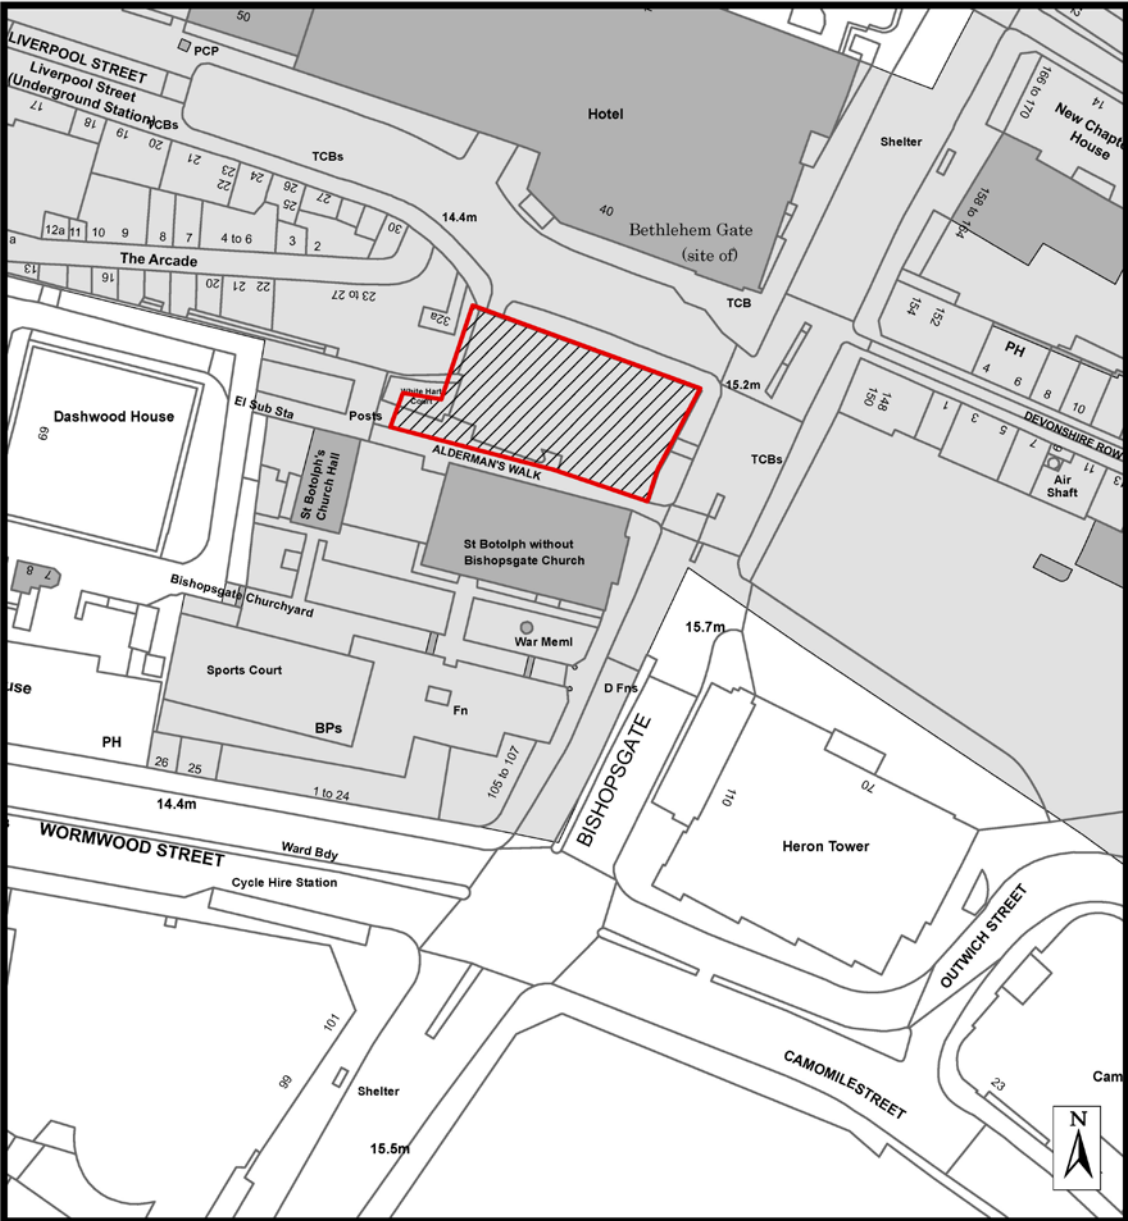 50
PCP
LIVERPOOL STREET
Liverpool Street
(Underground Station)
TCBs
17
18
19
20
21
23
22
24
26
25
27
30
TCBs
Hotel
40
Bethlehem Gate
(site of)
14.4m
Shelter
166 to 170
14
New Chapt
House
158 to 164
154
152
TCB
15.2m
PH
4
6
8
10
DEVONSHIRE ROW
148
150
1
3
5
7
9
11
13
Air
Shaft
TCBs
a
12a
11
10
9
8
7
4 to 6
3
2
The Arcade
13
16
20
21
22
23 to 27
32a
White Hart
Court
Posts
El Sub Sta
Dashwood House
69
ALDERMAN'S WALK
St Botolph's
Church Hall
St Botolph without
Bishopsgate Church
8
7
Bishopsgate Churchyard
War Meml
15.7m
Sports Court
D Fns
Fn
BPs
use
PH
26
25
1 to 24
105 to 107
BISHOPSGATE
110
70
Heron Tower
14.4m
WORMWOOD STREET
Ward Bdy
Cycle Hire Station
OUTWICH STREET
101
99
Shelter
15.5m
CAMOMILE STREET
23
Cam
N